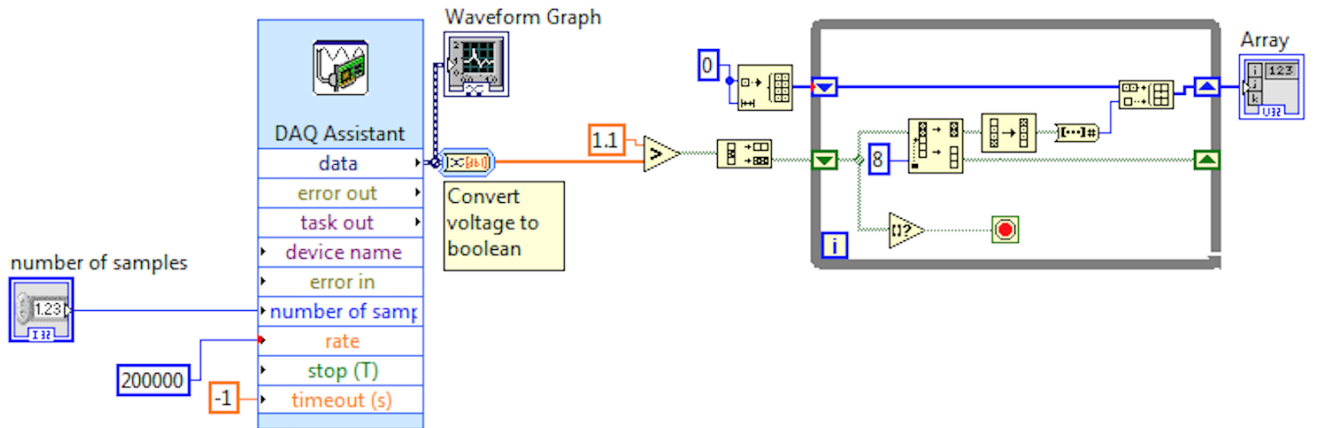 Waveform Graph
DAQ Assistant
data
error out
task out
device name
error in
number of samp
rate
stop (T)
timeout (s)
number of samples
1.23
I32
200000
-1
Convert
voltage to
boolean
1.1
>
0
8
[]?
i
[...]#
Array
i
j
k
123
U32